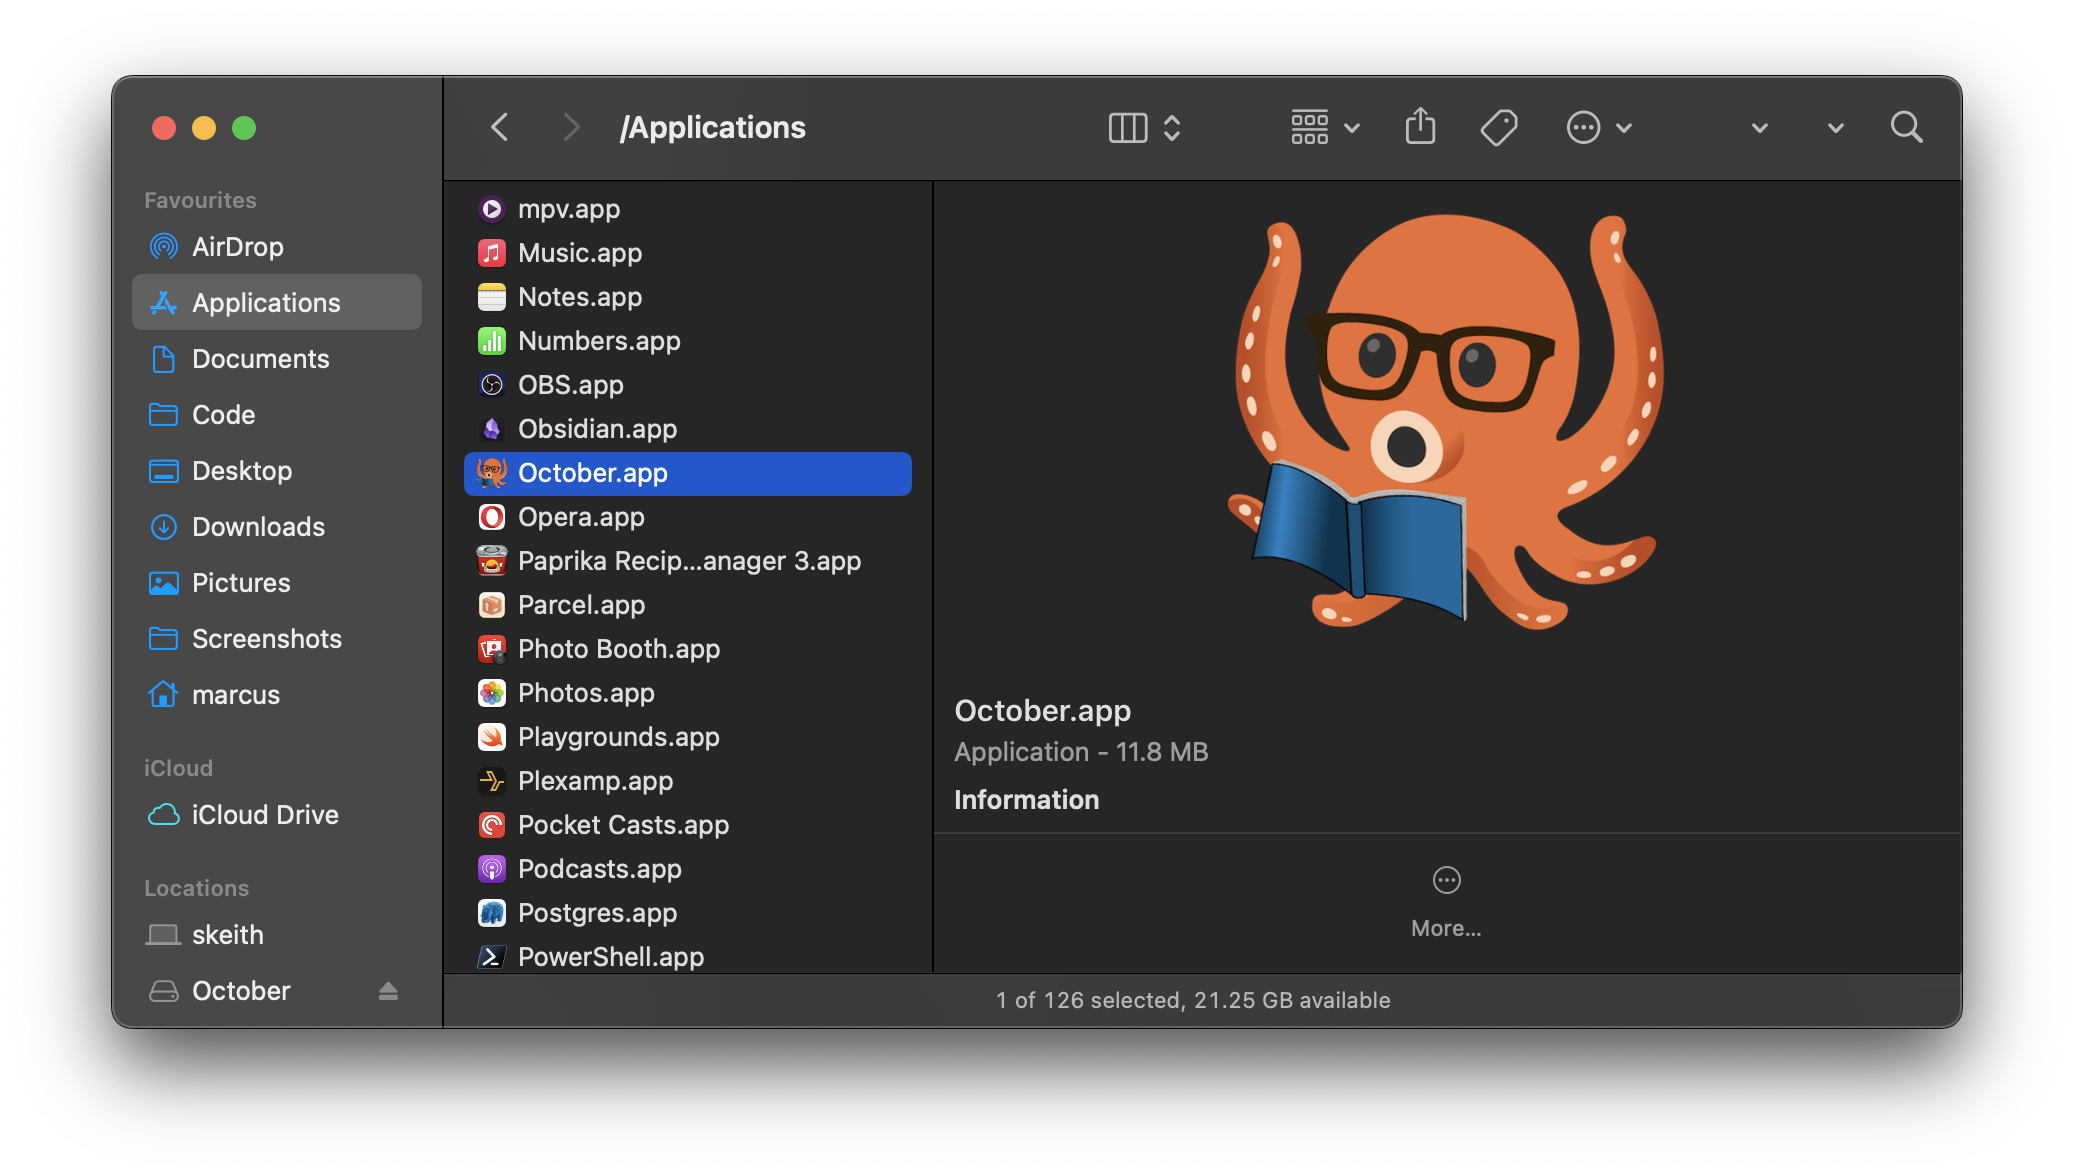 /Applications
Favourites
AirDrop
Applications
Documents
Code
Desktop
Downloads
Pictures
Screenshots
marcus
iCloud
iCloud Drive
Locations
skeith
October
mpv.app
Music.app
Notes.app
Numbers.app
OBS.app
Obsidian.app
October.app
Opera.app
Paprika Recip...anager 3.app
Parcel.app
Photo Booth.app
Photos.app
Playgrounds.app
Plexamp.app
Pocket Casts.app
Podcasts.app
Postgres.app
PowerShell.app
October.app
Application - 11.8 MB
Information
More...
1 of 126 selected, 21.25 GB available